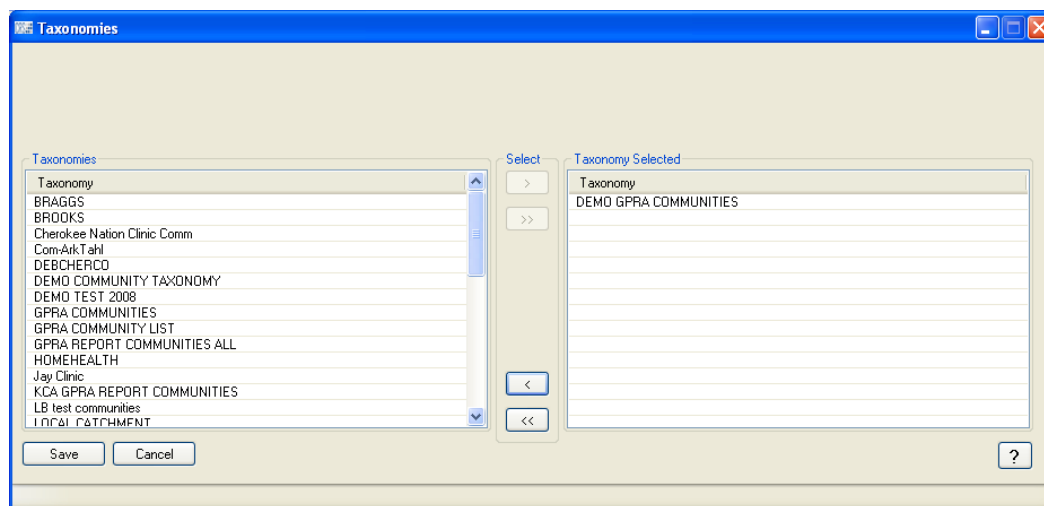 Taxonomies
Taxonomies
Select
Taxonomy Selected
Taxonomy
>
Taxonomy
BRAGGS
DEMO GPRA COMMUNITIES
BROOKS
>>
Cherokee Nation Clinic Comm
Com-ArkTahl
DEBCHERCO
DEMO COMMUNITY TAXONOMY
DEMO TEST 2008
GPRA COMMUNITIES
GPRA COMMUNITY LIST
GPRA REPORT COMMUNITIES ALL
HOMEHEALTH
Jay Clinic
<
KCA GPRA REPORT COMMUNITIES
LB test communities
LOCAL CATCHMENT
<<
Save
Cancel
?